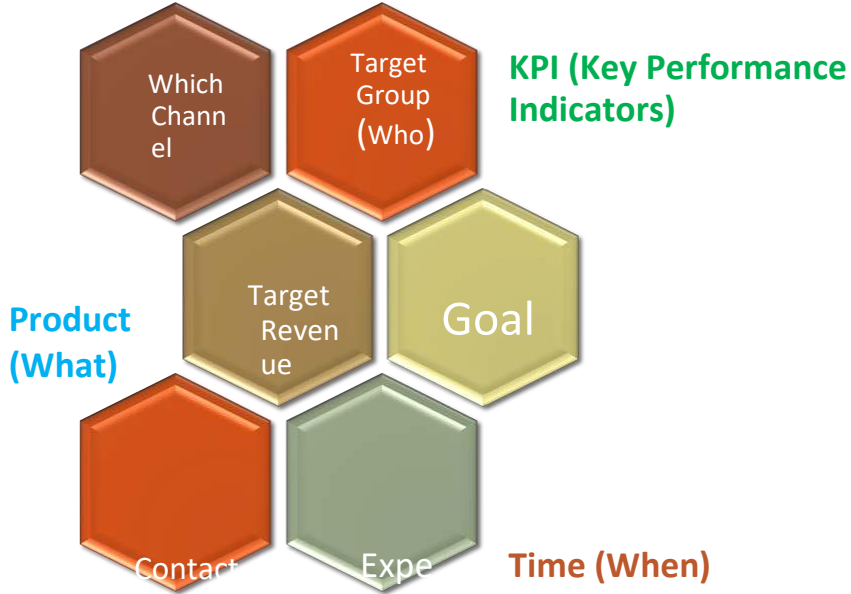 Which
Chann
el
Target
Group
(Who)
KPI (Key Performance
Indicators)
Product
(What)
Target
Reven
ue
Goal
Contact
Expe
Time (When)